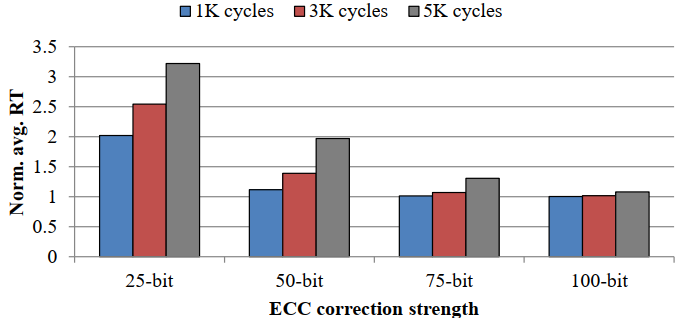 1K cycles 3K cycles 5K cycles
3.5
3
2.5
2
1.5
1
0.5
0
Norm. avg. RT
25-bit 50-bit 75-bit 100-bit
ECC correction strength